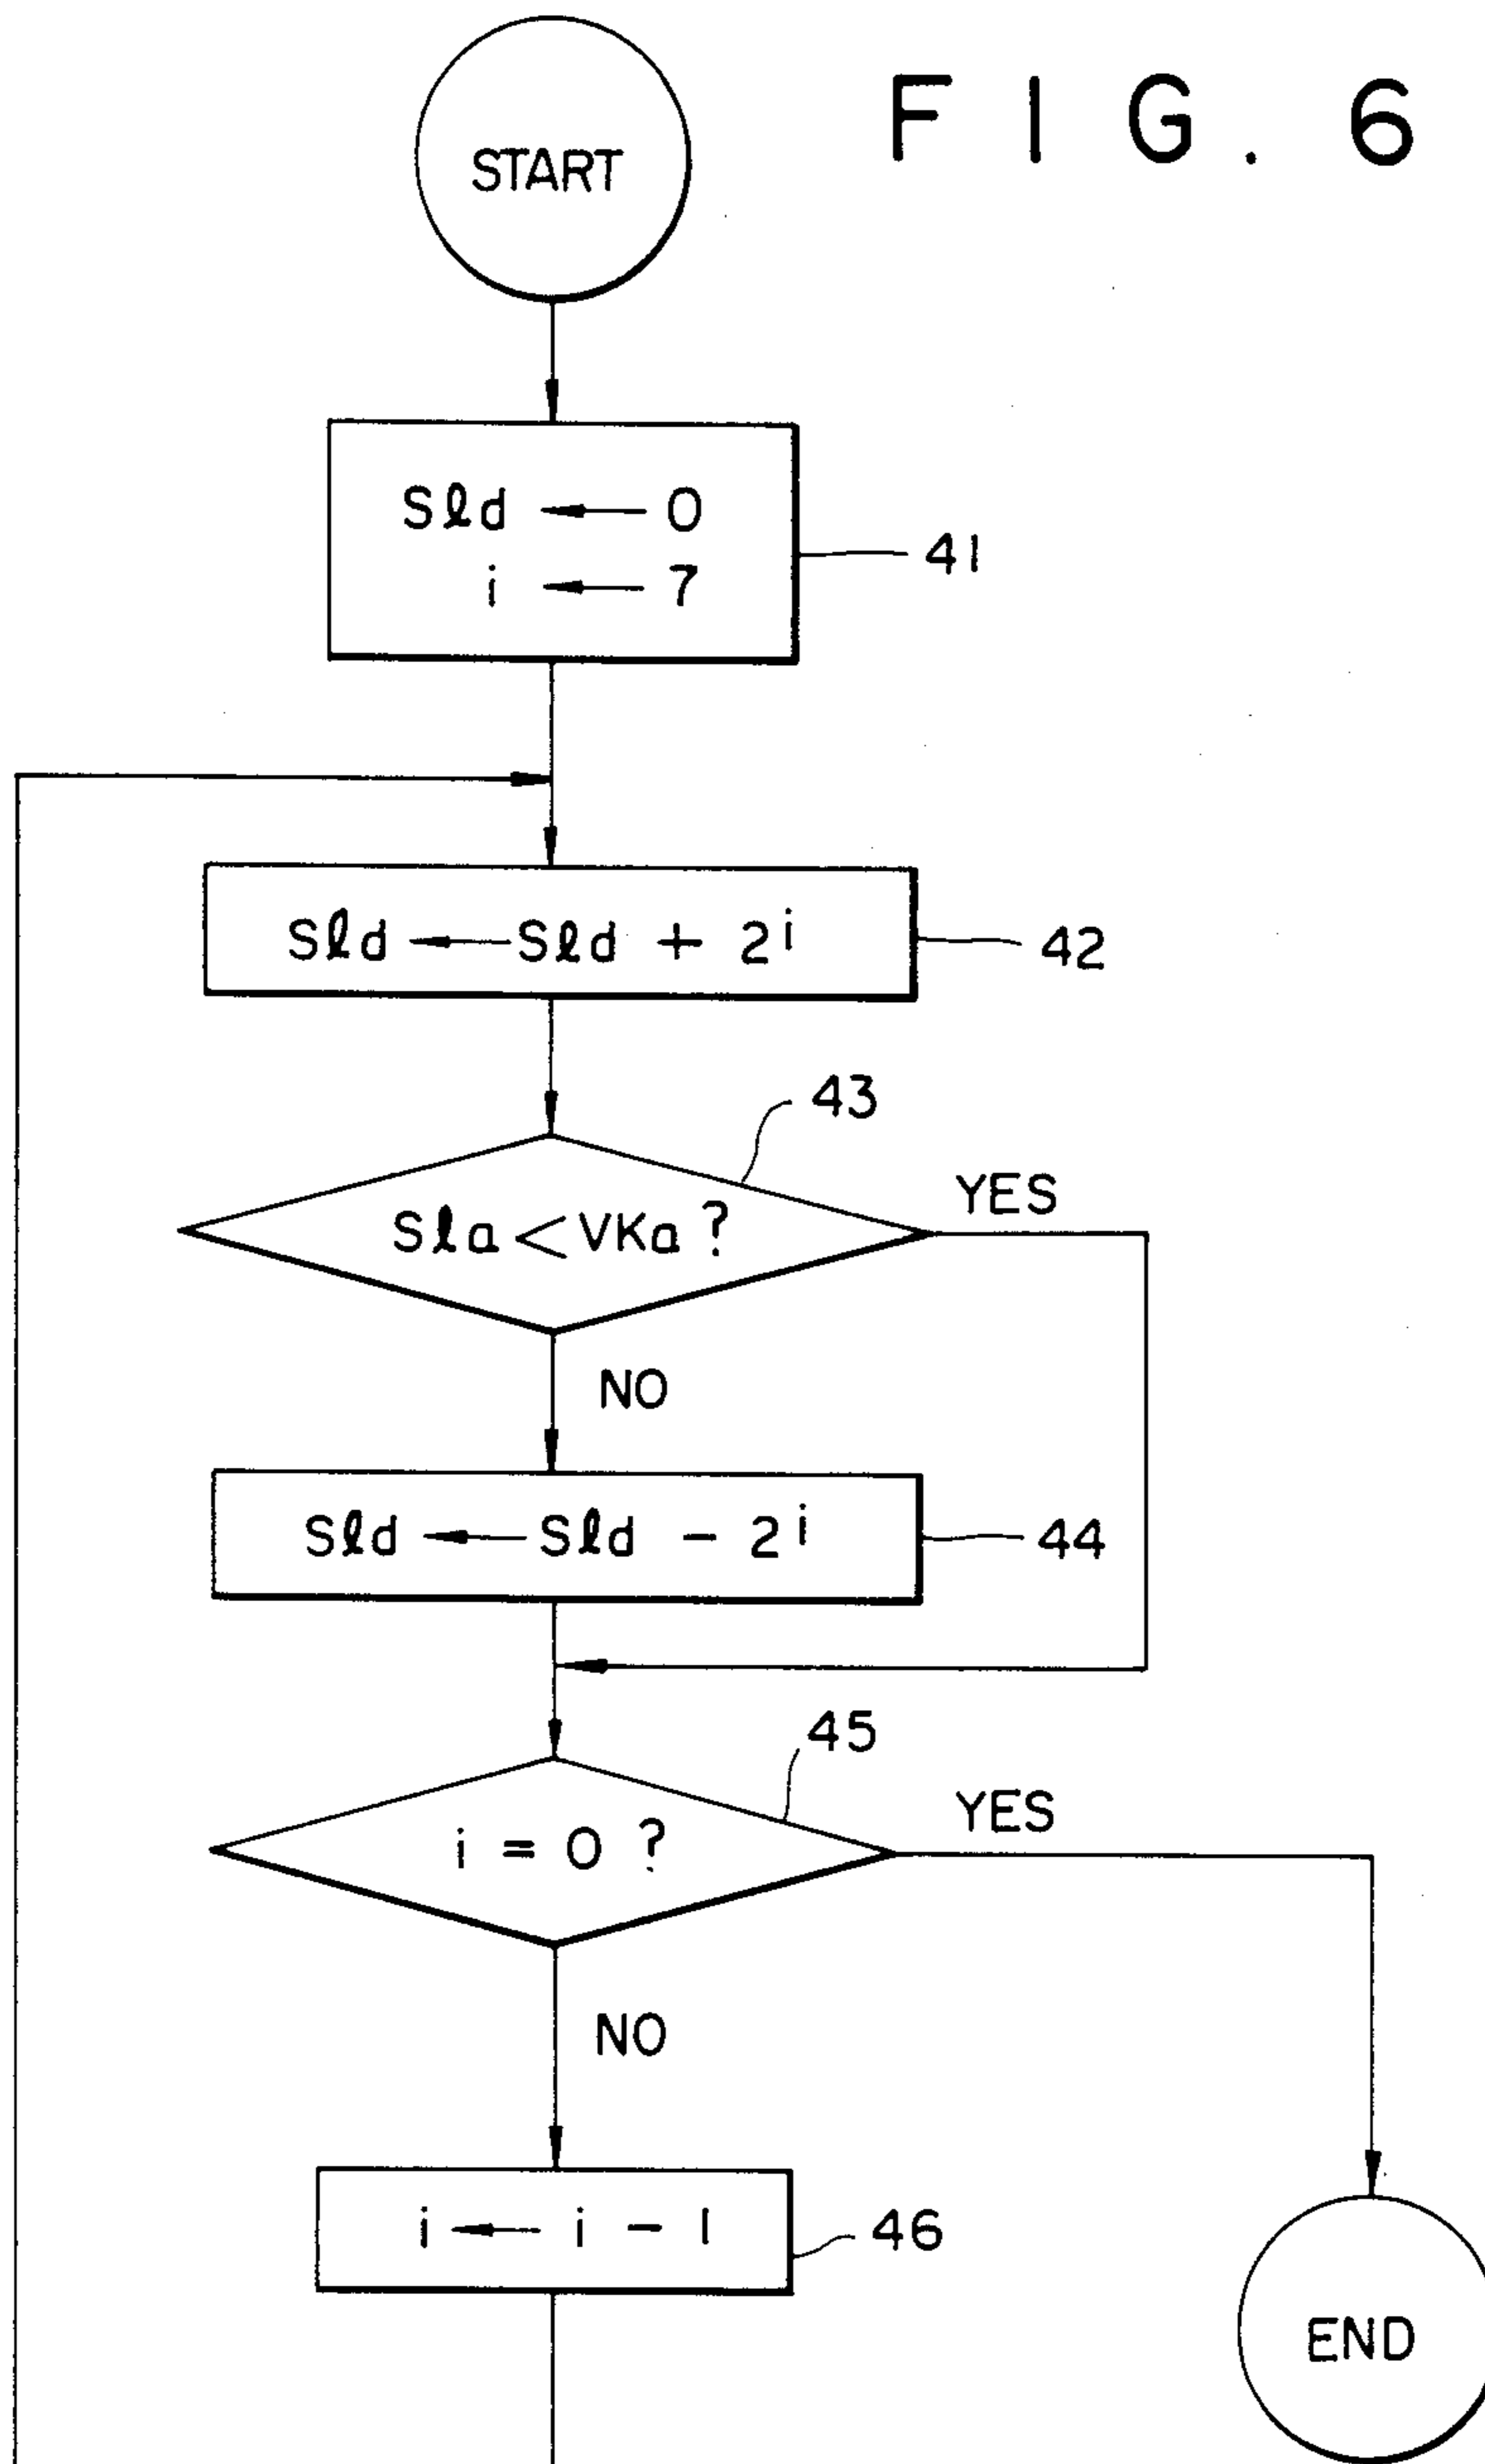 FIG. 6
START
Sld ← 0
i ← 7
41
Sld ← Sld + 2^i
42
43
Sla < VKa ?
YES
NO
Sld ← Sld - 2^i
44
45
i = 0 ?
YES
NO
i ← i - 1
46
END